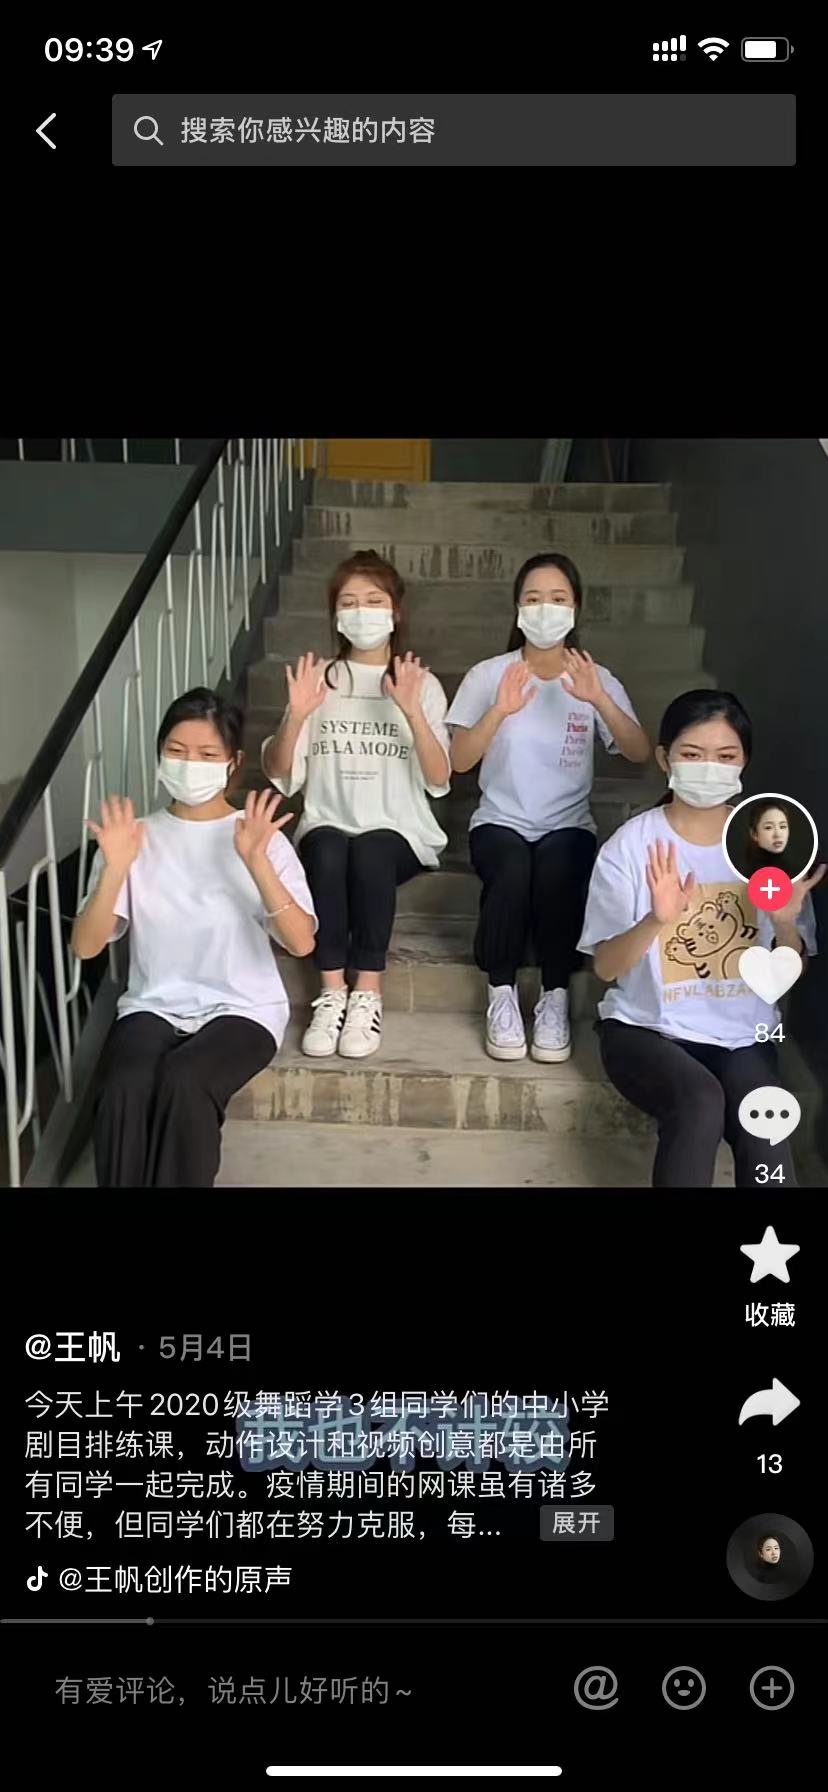 09:39
搜索你感兴趣的内容
SYSTEME
DE LA MODE
Paris
Paris
Paris
Paris
Paris
84
34
收藏
@王帆 · 5月4日
今天上午2020级舞蹈学3组同学们的中小学
剧目排练课，动作设计和视频创意都是由所
有同学一起完成。疫情期间的网课虽有诸多
不便，但同学们都在努力克服，每... 展开
我也不计较
13
@王帆创作的原声
有爱评论，说点儿好听的~